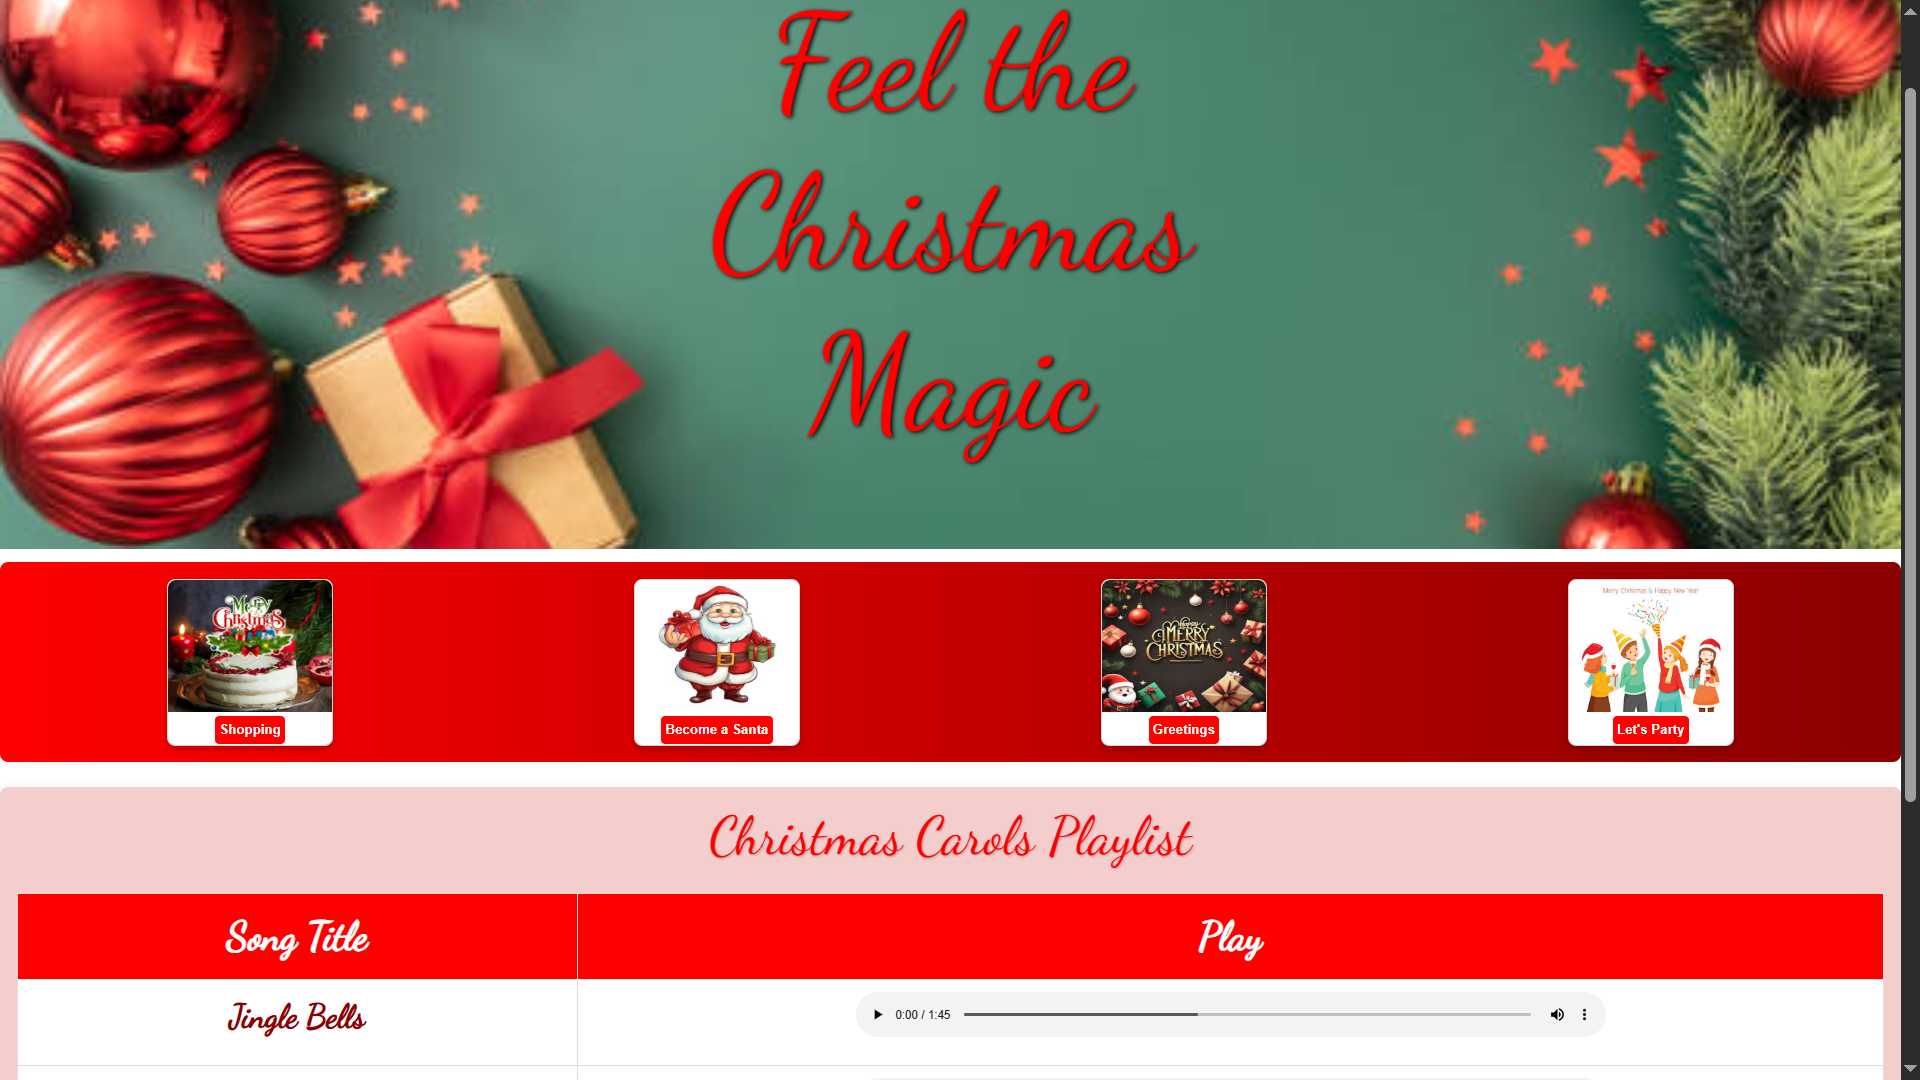 Feel the
Christmas
Magic
Merry
Christmas
Shopping
Become a Santa
MERRY
CHRISTMAS
Greetings
Merry Christmas & Happy New Year
Let's Party
Christmas Carols Playlist
Song Title
Play
Jingle Bells
0:00 / 1:45